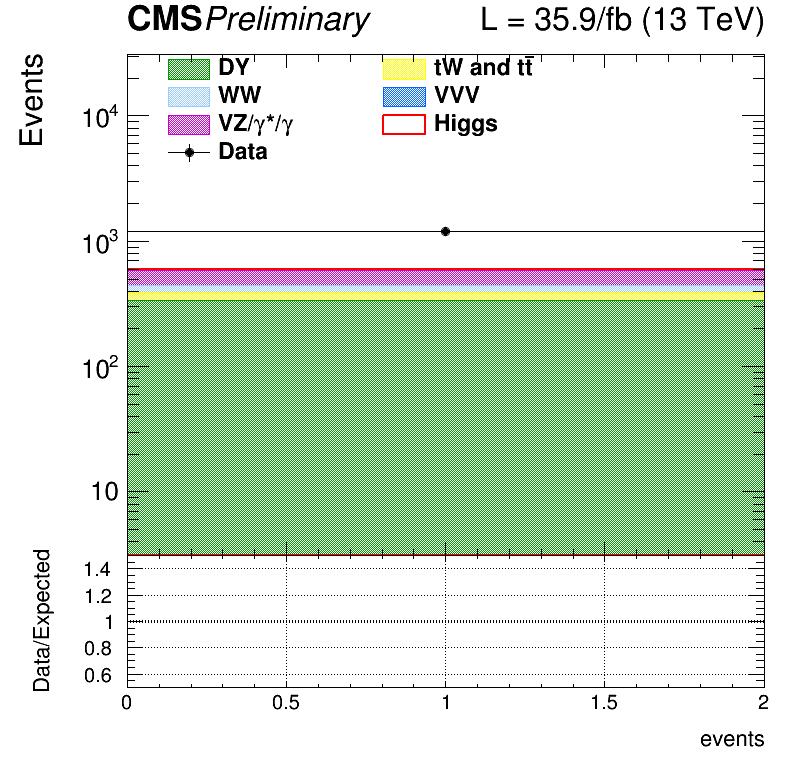 CMS Preliminary L = 35.9/fb (13 TeV)
Events
DY tW and tt̄
WW VVV
VZ/γ*/γ Higgs
Data
10⁴
10³
10²
10
Data/Expected
1.4
1.2
1
0.8
0.6
0 0.5 1 1.5 2
events